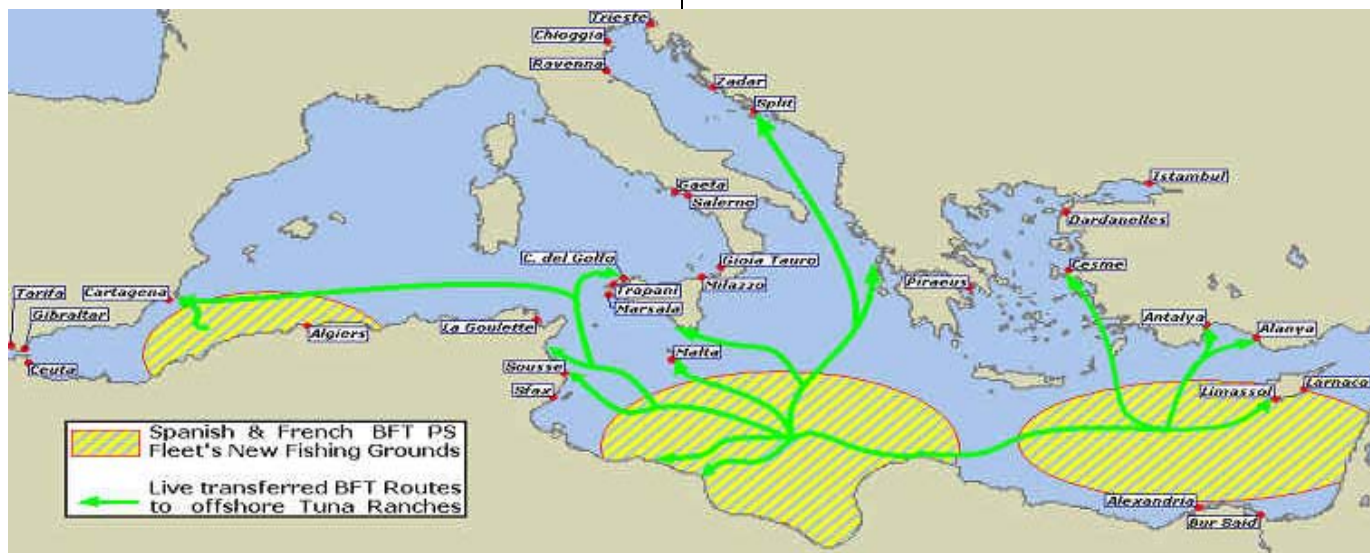 Trieste
Chioggia
Ravenna
Zadar
Split
Gaeta
Salerno
Istambul
Dardanelles
C. del Golfo
Gioia Tauro
Cesme
Trapani
Milazzo
Piraeus
Cartagena
Marsala
Tarifa
Gibraltar
Algiers
La Goulette
Antalya
Alanya
Ceuta
Malta
Sousse
Sfax
Limassol
Larnaca
Spanish & French BFT PS
Fleet's New Fishing Grounds
Live transferred BFT Routes
to offshore Tuna Ranches
Alexandria
Bur Said